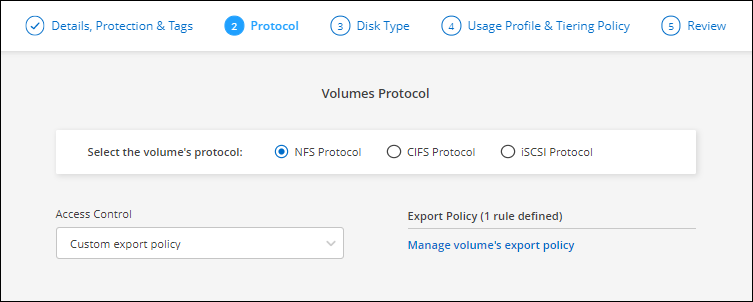 Details, Protection & Tags 2 Protocol 3 Disk Type 4 Usage Profile & Tiering Policy 5 Review
Volumes Protocol
Select the volume's protocol: NFS Protocol CIFS Protocol iSCSI Protocol
Access Control
Export Policy (1 rule defined)
Custom export policy
Manage volume's export policy